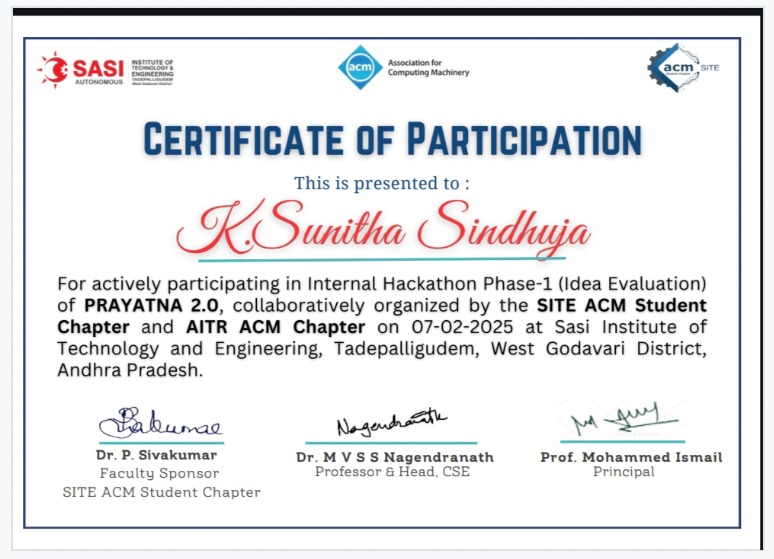 SASI
AUTONOMOUS
INSTITUTE OF
TECHNOLOGY &
ENGINEERING
TADEPALLIGUDEM
West Godavari District
acm
Association for
Computing Machinery
acm SITE
Student Chapter
CERTIFICATE OF PARTICIPATION
This is presented to :
K.Sunitha Sindhuja
For actively participating in Internal Hackathon Phase-1 (Idea Evaluation)
of PRAYATNA 2.0, collaboratively organized by the SITE ACM Student
Chapter and AITR ACM Chapter on 07-02-2025 at Sasi Institute of
Technology and Engineering, Tadepalligudem, West Godavari District,
Andhra Pradesh.
Nagendranath
Dr. P. Sivakumar
Faculty Sponsor
SITE ACM Student Chapter
Dr. M V S S Nagendranath
Professor & Head, CSE
Prof. Mohammed Ismail
Principal